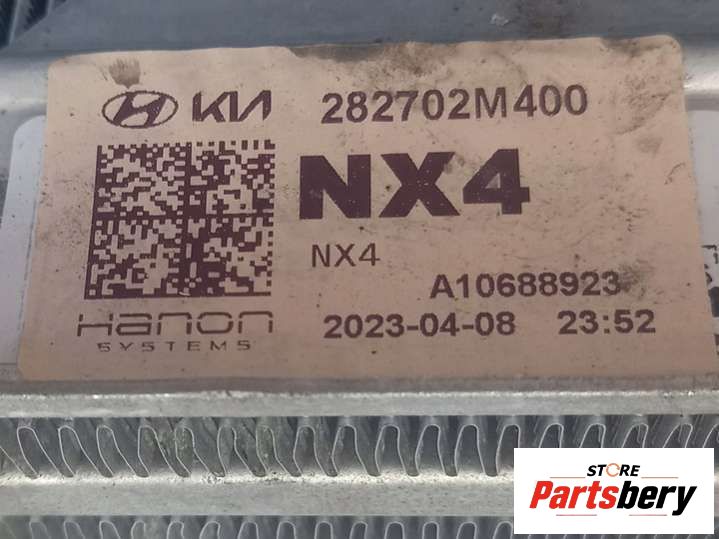 KIA 282702M400
NX4
NX4
A10688923
Hanon
SYSTEMS
2023-04-08 23:52
STORE
Partsbery